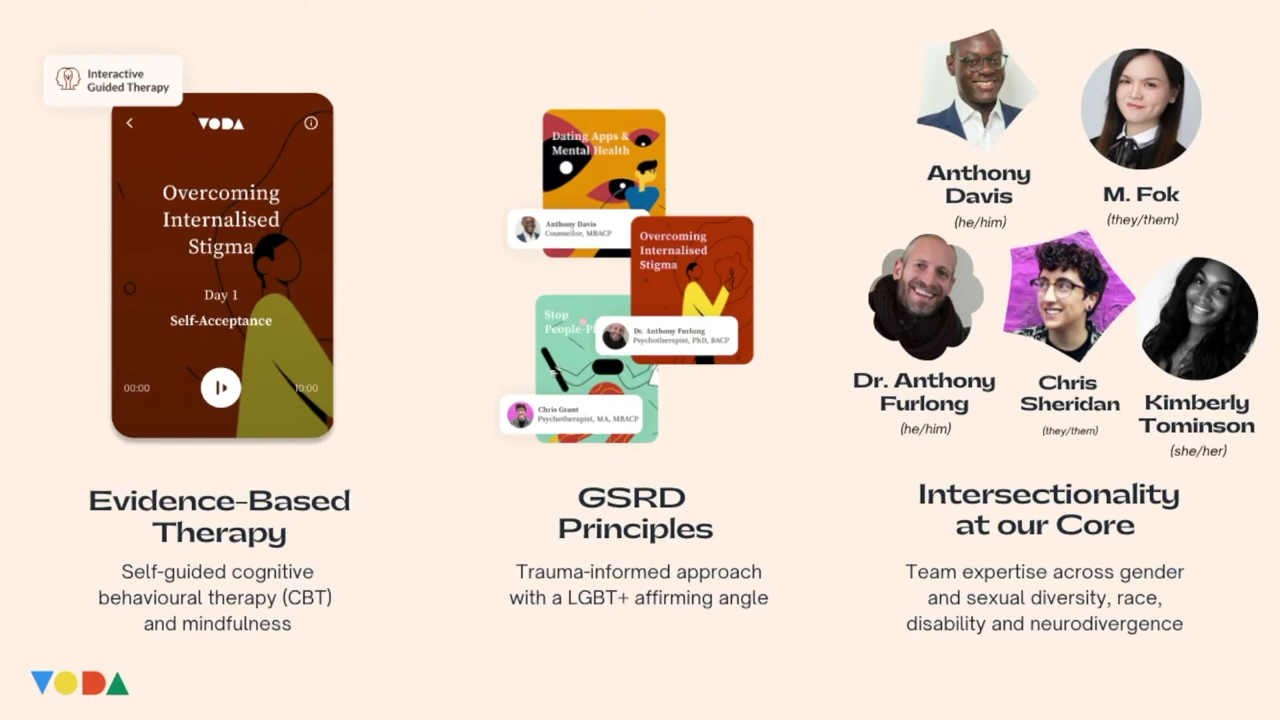 Interactive
Guided Therapy
VODA
Overcoming
Internalised
Stigma
Day 1
Self-Acceptance
00:00
10:00
Evidence-Based
Therapy
Self-guided cognitive
behavioural therapy (CBT)
and mindfulness
Dating Apps &
Mental Health
Anthony Davis
Counsellor, MBACP
Overcoming
Internalised
Stigma
Dr. Anthony Furlong
Psychotherapist, PhD, BACP
Stop
People-Pl
Chris Grant
Psychotherapist, MA, MBACP
GSRD
Principles
Trauma-informed approach
with a LGBT+ affirming angle
Anthony
Davis
(he/him)
M. Fok
(they/them)
Dr. Anthony
Furlong
(he/him)
Chris
Sheridan
(they/them)
Kimberly
Tominson
(she/her)
Intersectionality
at our Core
Team expertise across gender
and sexual diversity, race,
disability and neurodivergence
VODA